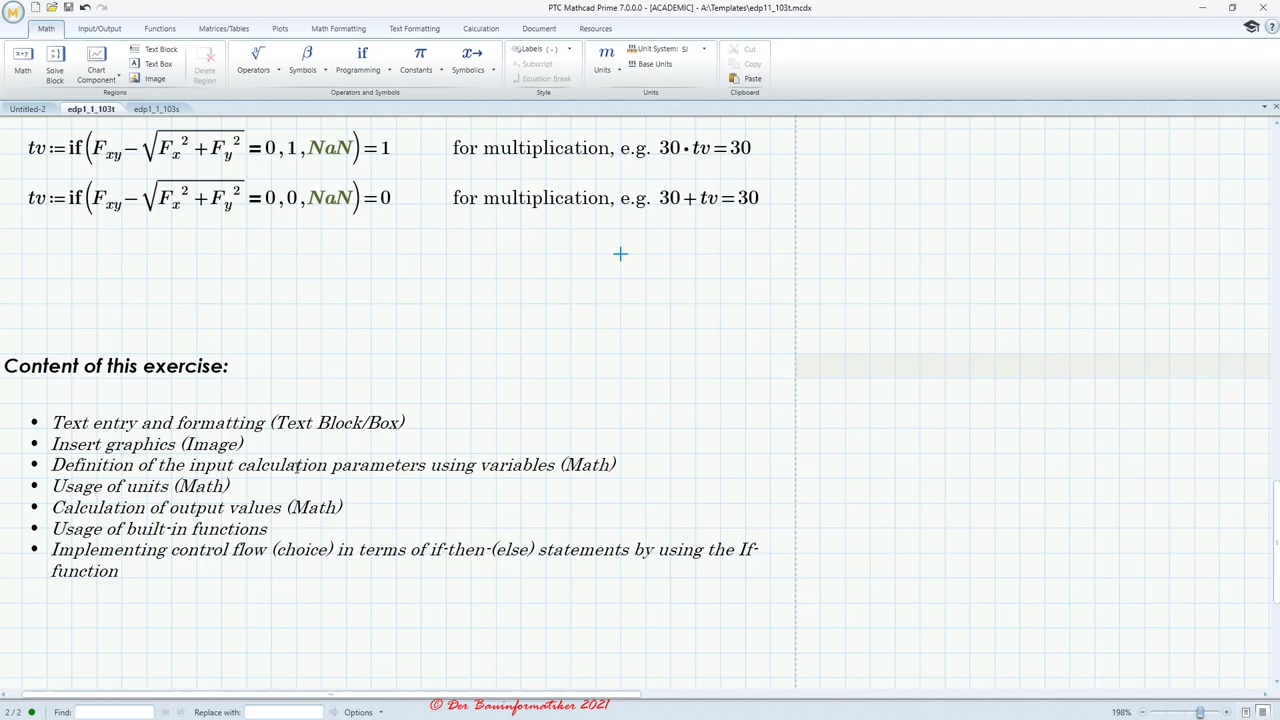 PTC Mathcad Prime 7.0.0.0 - [ACADEMIC] - A:\Templates\edp11_103t.mcdx
Math Input/Output Functions Matrices/Tables Plots Math Formatting Text Formatting Calculation Document Resources
Math Solve Block Chart Component Text Block Text Box Image Delete Region Operators Symbols Programming Constants Symbolics Labels (-) Subscript Equation Break Units Unit System: SI Base Units Cut Copy Paste
Regions Operators and Symbols Style Units Clipboard
Untitled-2 edp1_1_103t edp1_1_103s
tv:=if(F_xy−√(F_x²+F_y²)=0,1,NaN)=1 for multiplication, e.g. 30·tv=30
tv:=if(F_xy−√(F_x²+F_y²)=0,0,NaN)=0 for multiplication, e.g. 30+tv=30
Content of this exercise:
• Text entry and formatting (Text Block/Box)
• Insert graphics (Image)
• Definition of the input calculation parameters using variables (Math)
• Usage of units (Math)
• Calculation of output values (Math)
• Usage of built-in functions
• Implementing control flow (choice) in terms of if-then-(else) statements by using the If-
function
© Der Bauinformatiker 2021
2/2 Find: Replace with: Options 198%